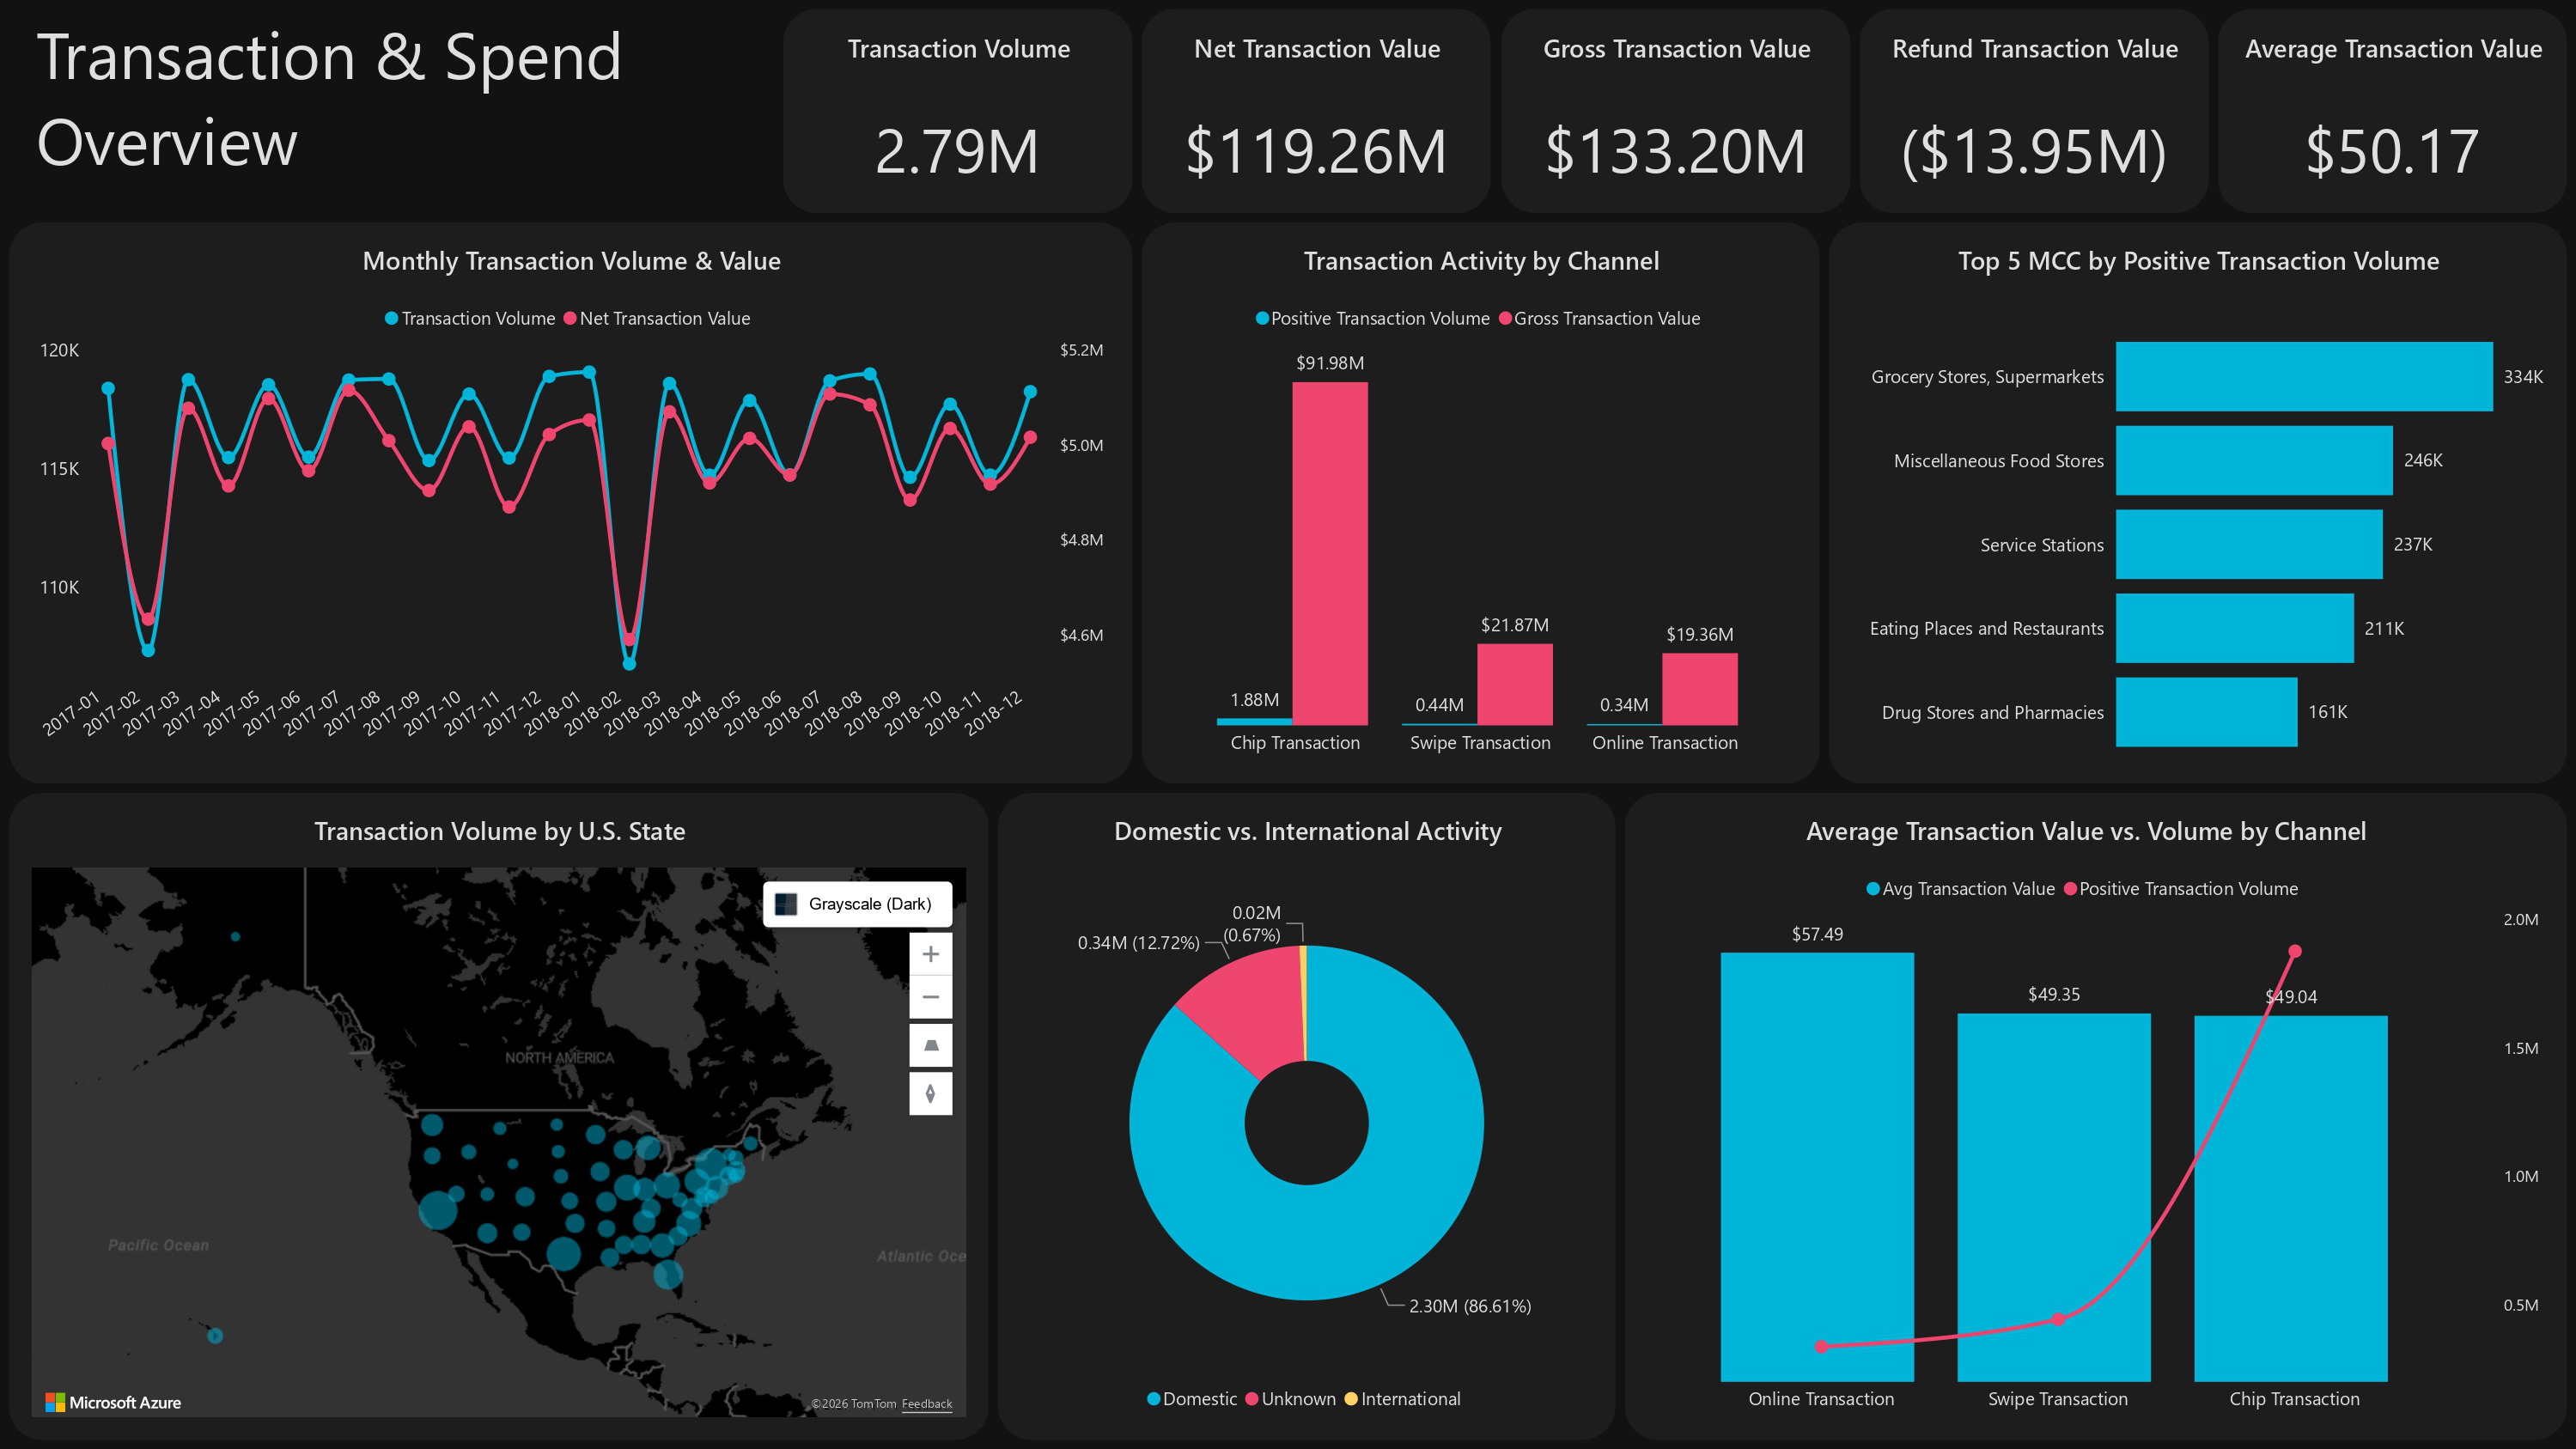 Transaction & Spend
Overview
Transaction Volume
2.79M
Net Transaction Value
$119.26M
Gross Transaction Value
$133.20M
Refund Transaction Value
($13.95M)
Average Transaction Value
$50.17
Monthly Transaction Volume & Value
Transaction Volume
Net Transaction Value
120K
115K
110K
$5.2M
$5.0M
$4.8M
$4.6M
2017-01
2017-02
2017-03
2017-04
2017-05
2017-06
2017-07
2017-08
2017-09
2017-10
2017-11
2017-12
2018-01
2018-02
2018-03
2018-04
2018-05
2018-06
2018-07
2018-08
2018-09
2018-10
2018-11
2018-12
Transaction Activity by Channel
Positive Transaction Volume
Gross Transaction Value
$91.98M
$21.87M
$19.36M
1.88M
0.44M
0.34M
Chip Transaction
Swipe Transaction
Online Transaction
Top 5 MCC by Positive Transaction Volume
Grocery Stores, Supermarkets
334K
Miscellaneous Food Stores
246K
Service Stations
237K
Eating Places and Restaurants
211K
Drug Stores and Pharmacies
161K
Transaction Volume by U.S. State
Grayscale (Dark)
NORTH AMERICA
Pacific Ocean
Atlantic Oce
Microsoft Azure
©2026 TomTom Feedback
Domestic vs. International Activity
0.02M
(0.67%)
0.34M (12.72%)
2.30M (86.61%)
Domestic
Unknown
International
Average Transaction Value vs. Volume by Channel
Avg Transaction Value
Positive Transaction Volume
$57.49
$49.35
$49.04
2.0M
1.5M
1.0M
0.5M
Online Transaction
Swipe Transaction
Chip Transaction